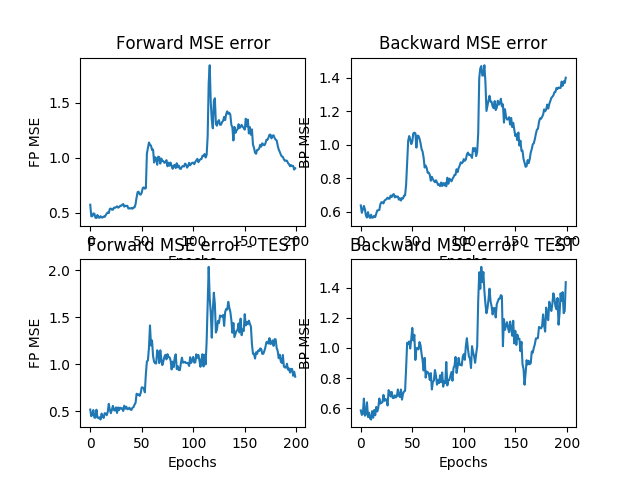 Forward MSE error
Backward MSE error
FP MSE
1.5
1.0
0.5
0 50 100 150 200
Epochs
BP MSE
1.4
1.2
1.0
0.8
0.6
0 50 100 150 200
Epochs
Forward MSE error - TEST
Backward MSE error - TEST
FP MSE
2.0
1.5
1.0
0.5
0 50 100 150 200
Epochs
BP MSE
1.4
1.2
1.0
0.8
0.6
0 50 100 150 200
Epochs